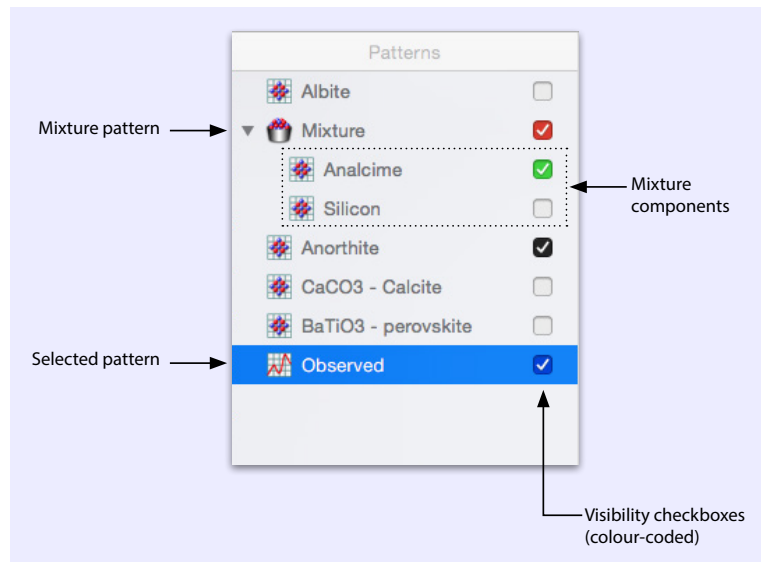 Patterns
Albite
Mixture pattern
Mixture
Analcime
Mixture
components
Silicon
Anorthite
CaCO3 - Calcite
BaTiO3 - perovskite
Selected pattern
Observed
Visibility checkboxes
(colour-coded)